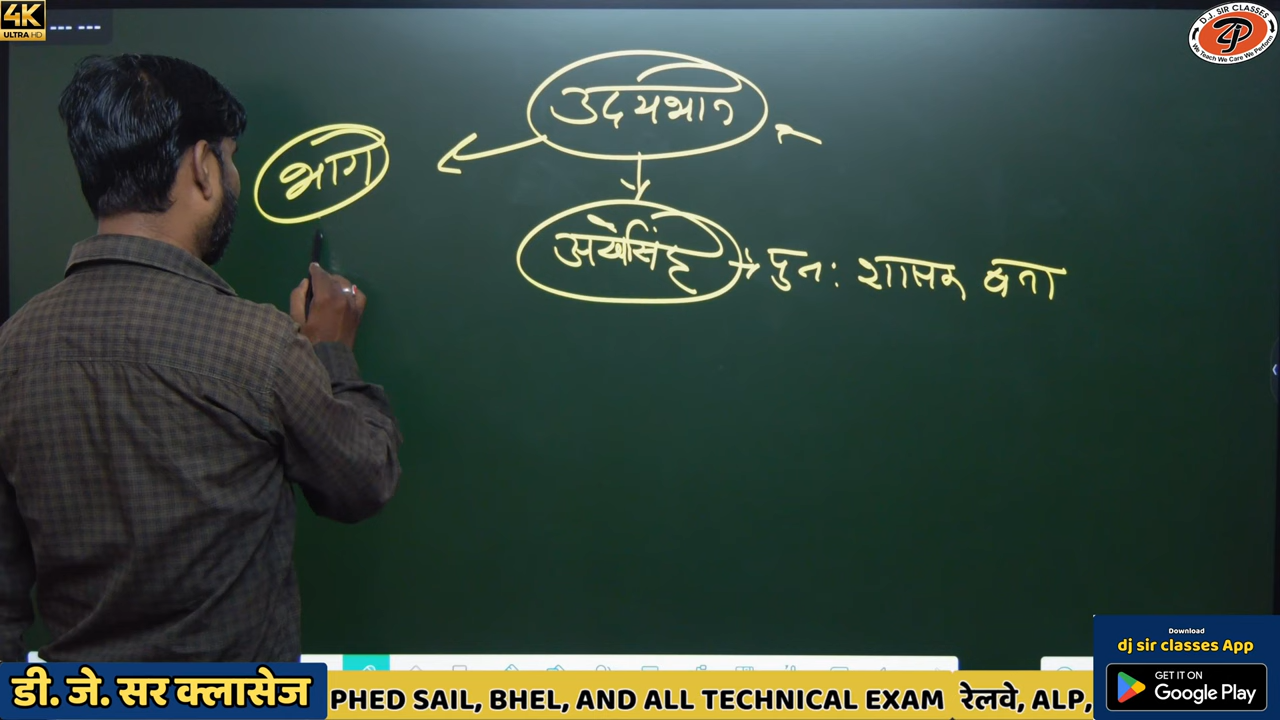 4K
ULTRA HD
D.J. SIR CLASSES
We Teach We Care We Perform
उदयभान
भाग
अखेसिंह → पुनः शासक बना
Download
dj sir classes App
GET IT ON
Google Play
डी. जे. सर क्लासेज
PHED SAIL, BHEL, AND ALL TECHNICAL EXAM रेलवे, ALP,